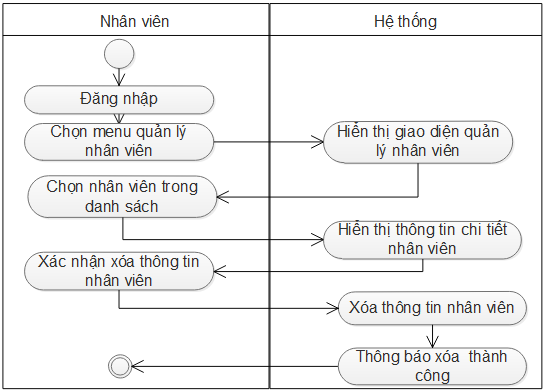 Nhân viên
Hệ thống
Đăng nhập
Chọn menu quản lý
nhân viên
Hiển thị giao diện quản
lý nhân viên
Chọn nhân viên trong
danh sách
Hiển thị thông tin chi tiết
nhân viên
Xác nhận xóa thông tin
nhân viên
Xóa thông tin nhân viên
Thông báo xóa thành
công